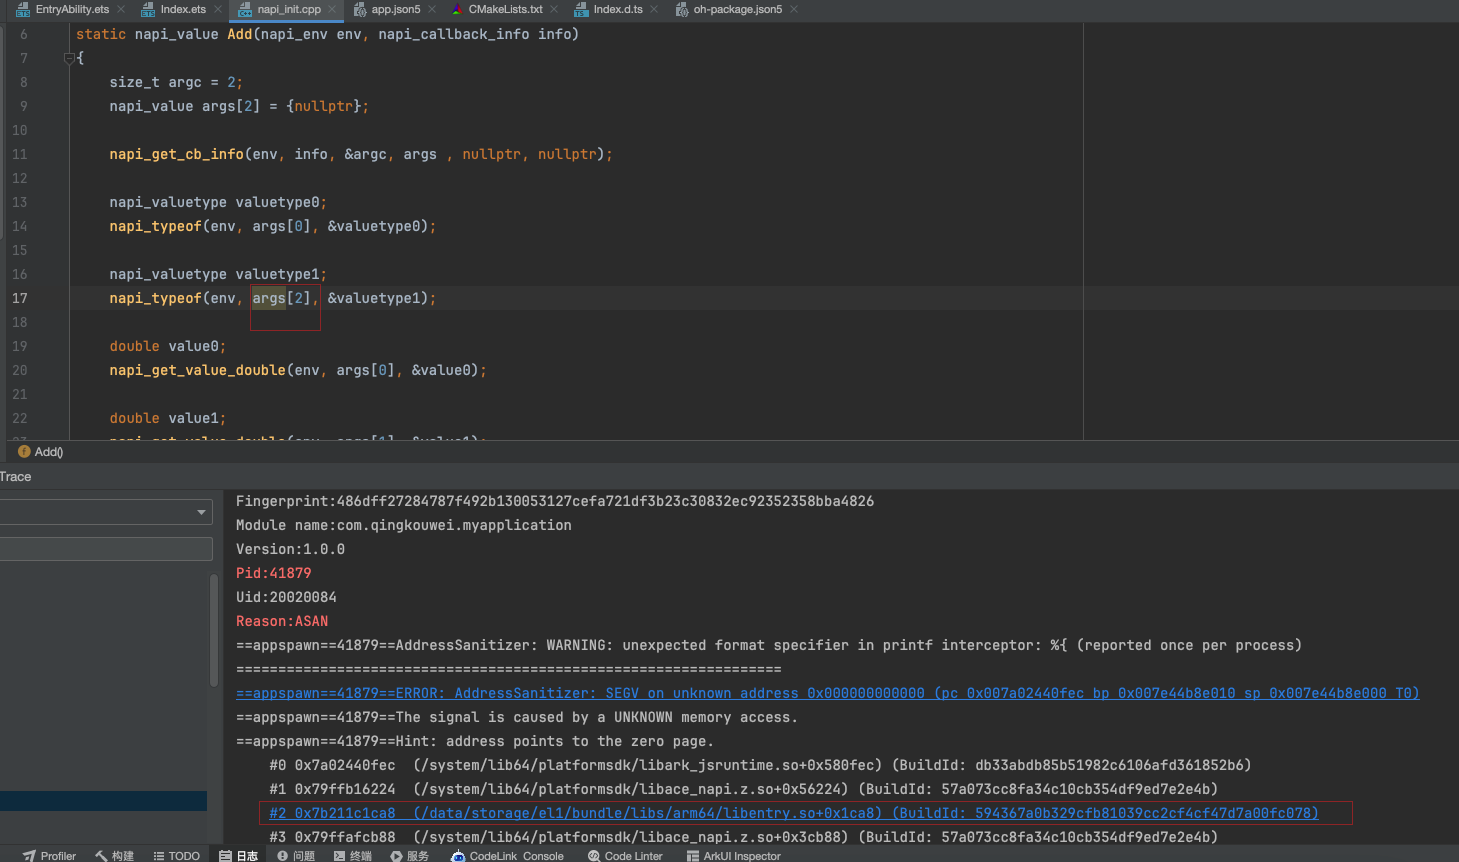 EntryAbility.ets Index.ets napi_init.cpp app.json5 CMakeLists.txt Index.d.ts oh-package.json5
6 static napi_value Add(napi_env env, napi_callback_info info)
7 {
8 size_t argc = 2;
9 napi_value args[2] = {nullptr};
10
11 napi_get_cb_info(env, info, &argc, args , nullptr, nullptr);
12
13 napi_valuetype valuetype0;
14 napi_typeof(env, args[0], &valuetype0);
15
16 napi_valuetype valuetype1;
17 napi_typeof(env, args[2], &valuetype1);
18
19 double value0;
20 napi_get_value_double(env, args[0], &value0);
21
22 double value1;
23 napi_get_value_double(env, args[1], &value1);
f Add()
Trace
Fingerprint:486dff27284787f492b130053127cefa721df3b23c30832ec92352358bba4826
Module name:com.qingkouwei.myapplication
Version:1.0.0
Pid:41879
Uid:20020084
Reason:ASAN
==appspawn==41879==AddressSanitizer: WARNING: unexpected format specifier in printf interceptor: %{ (reported once per process)
=================================================================
==appspawn==41879==ERROR: AddressSanitizer: SEGV on unknown address 0x000000000000 (pc 0x007a02440fec bp 0x007e44b8e010 sp 0x007e44b8e000 T0)
==appspawn==41879==The signal is caused by a UNKNOWN memory access.
==appspawn==41879==Hint: address points to the zero page.
#0 0x7a02440fec (/system/lib64/platformsdk/libark_jsruntime.so+0x580fec) (BuildId: db33abdb85b51982c6106afd361852b6)
#1 0x79ffb16224 (/system/lib64/platformsdk/libace_napi.z.so+0x56224) (BuildId: 57a073cc8fa34c10cb354df9ed7e2e4b)
#2 0x7b211c1ca8 (/data/storage/el1/bundle/libs/arm64/libentry.so+0x1ca8) (BuildId: 594367a0b329cfb81039cc2cf4cf47d7a00fc078)
#3 0x79ffafcb88 (/system/lib64/platformsdk/libace_napi.z.so+0x3cb88) (BuildId: 57a073cc8fa34c10cb354df9ed7e2e4b)
Profiler 构建 TODO 日志 问题 终端 服务 CodeLink Console Code Linter ArkUI Inspector